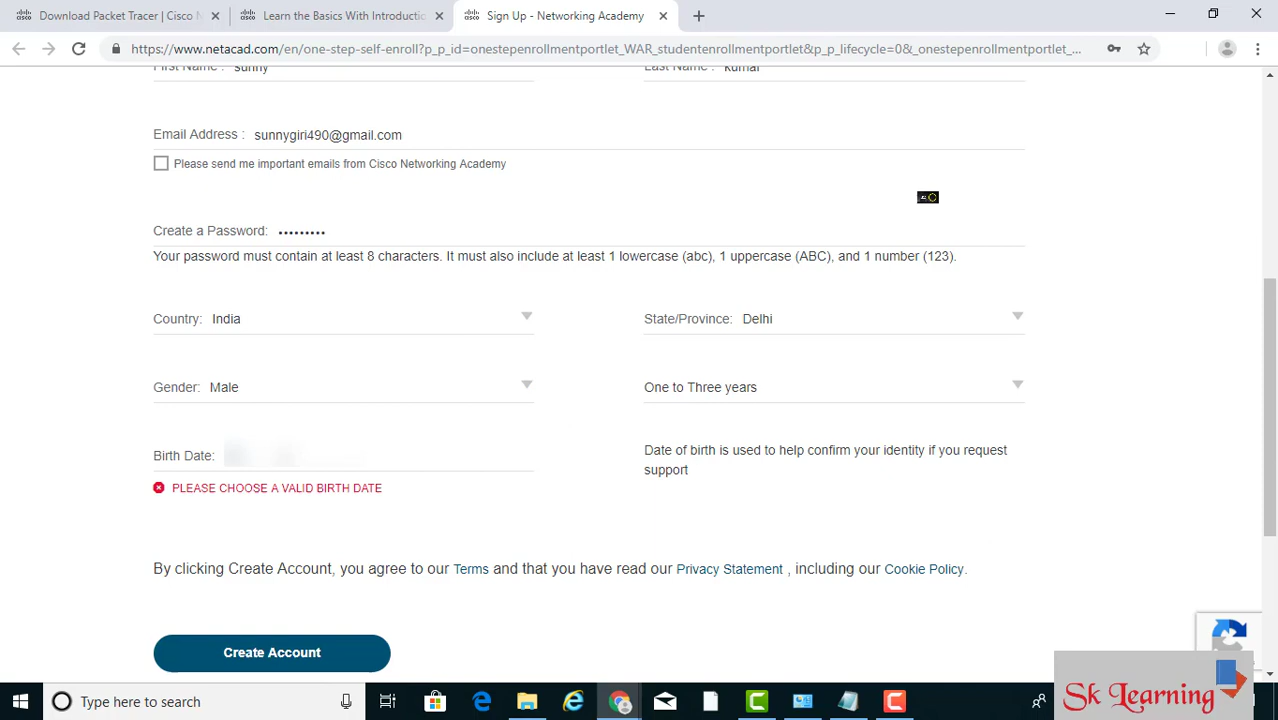 Download Packet Tracer | Cisco N
Learn the Basics With Introductio
Sign Up - Networking Academy
https://www.netacad.com/en/one-step-self-enroll?p_p_id=onestepenrollmentportlet_WAR_studentenrollmentportlet&p_p_lifecycle=0&_onestepenrollmentportlet_...
First Name : sunny
Last Name : kumar
Email Address : sunnygiri490@gmail.com
Please send me important emails from Cisco Networking Academy
Create a Password: •••••••••
Your password must contain at least 8 characters. It must also include at least 1 lowercase (abc), 1 uppercase (ABC), and 1 number (123).
Country: India
State/Province: Delhi
Gender: Male
One to Three years
Birth Date:
Date of birth is used to help confirm your identity if you request
support
PLEASE CHOOSE A VALID BIRTH DATE
By clicking Create Account, you agree to our Terms and that you have read our Privacy Statement , including our Cookie Policy.
Create Account
Type here to search
Sk Learning